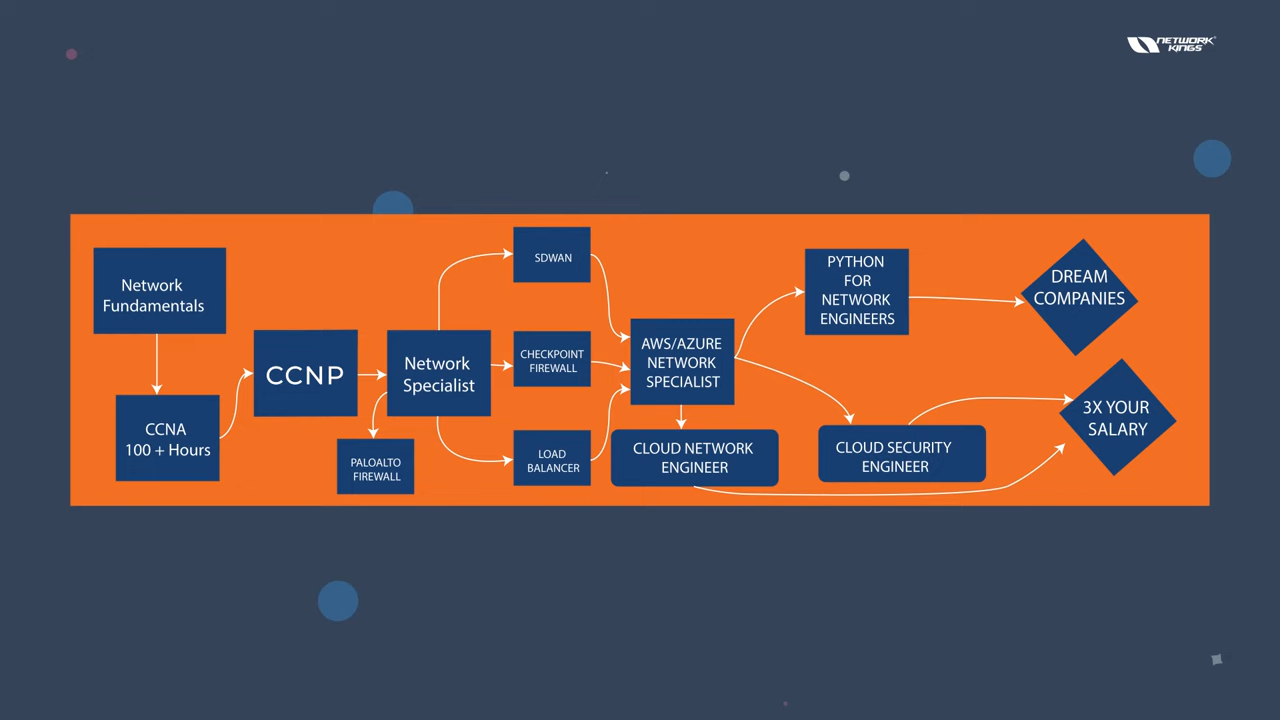 NETWORK
KINGS
Network
Fundamentals
CCNA
100 + Hours
CCNP
Network
Specialist
PALOALTO
FIREWALL
SDWAN
CHECKPOINT
FIREWALL
LOAD
BALANCER
AWS/AZURE
NETWORK
SPECIALIST
CLOUD NETWORK
ENGINEER
PYTHON
FOR
NETWORK
ENGINEERS
CLOUD SECURITY
ENGINEER
DREAM
COMPANIES
3X YOUR
SALARY